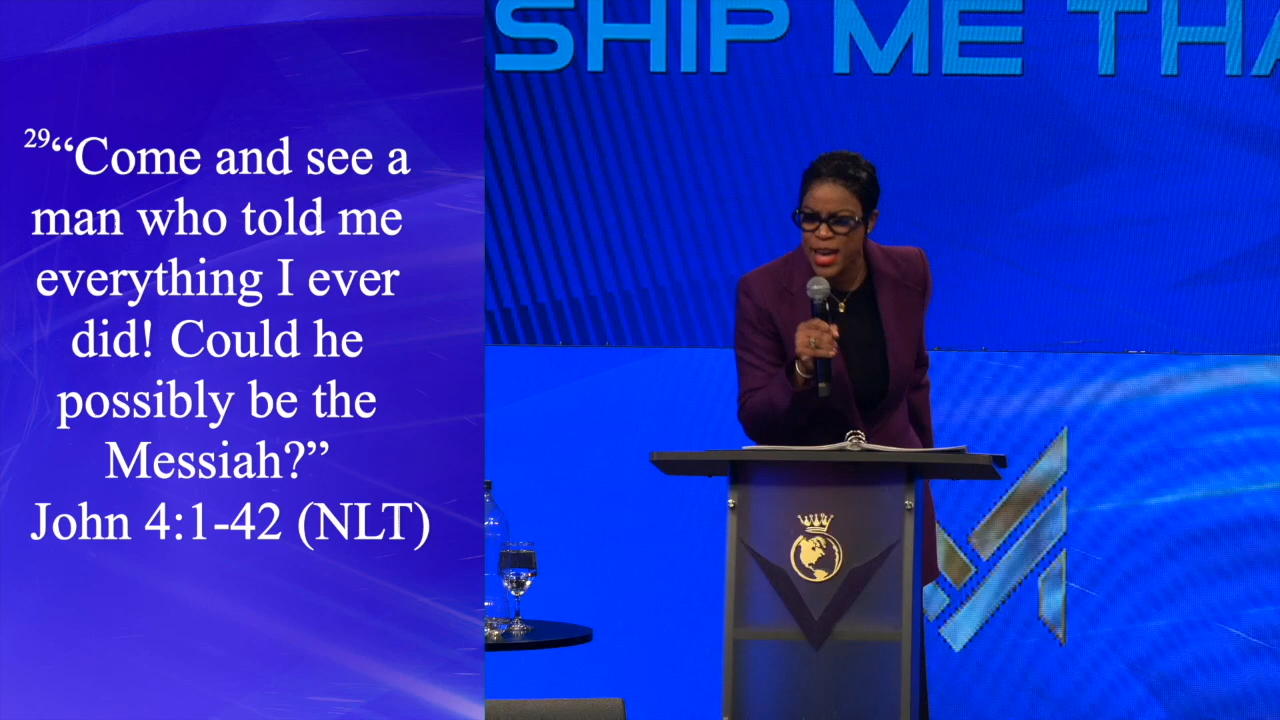 29“Come and see a
man who told me
everything I ever
did! Could he
possibly be the
Messiah?”
John 4:1-42 (NLT)
SHIP ME THA